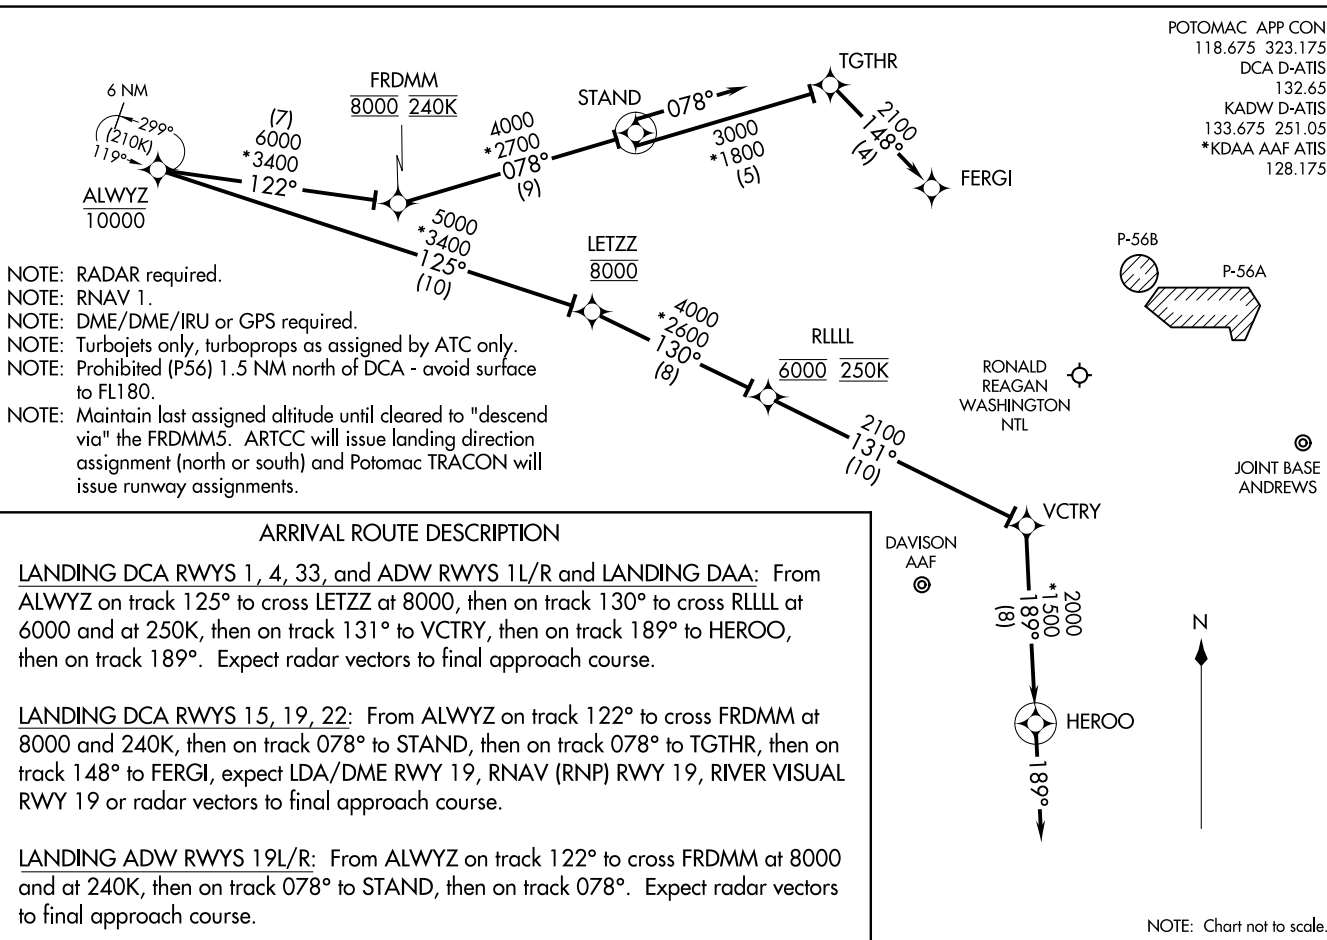 POTOMAC APP CON
118.675 323.175
DCA D-ATIS
132.65
KADW D-ATIS
133.675 251.05
*KDAA AAF ATIS
128.175
6 NM
299°
(210K)
119°
ALWYZ
10000
(7)
6000
*3400
122°
FRDMM
8000 240K
N
4000
*2700
078°
(9)
STAND
078°
3000
*1800
(5)
TGTHR
2100
148°
(4)
FERGI
5000
*3400
125°
(10)
LETZZ
8000
4000
*2600
130°
(8)
RLLLL
6000 250K
2100
131°
(10)
VCTRY
2000
*1500
189°
(8)
HEROO
189°
P-56B
P-56A
RONALD
REAGAN
WASHINGTON
NTL
JOINT BASE
ANDREWS
DAVISON
AAF
N
NOTE: RADAR required.
NOTE: RNAV 1.
NOTE: DME/DME/IRU or GPS required.
NOTE: Turbojets only, turboprops as assigned by ATC only.
NOTE: Prohibited (P56) 1.5 NM north of DCA - avoid surface
to FL180.
NOTE: Maintain last assigned altitude until cleared to "descend
via" the FRDMM5. ARTCC will issue landing direction
assignment (north or south) and Potomac TRACON will
issue runway assignments.
ARRIVAL ROUTE DESCRIPTION
LANDING DCA RWYS 1, 4, 33, and ADW RWYS 1L/R and LANDING DAA: From
ALWYZ on track 125° to cross LETZZ at 8000, then on track 130° to cross RLLLL at
6000 and at 250K, then on track 131° to VCTRY, then on track 189° to HEROO,
then on track 189°. Expect radar vectors to final approach course.
LANDING DCA RWYS 15, 19, 22: From ALWYZ on track 122° to cross FRDMM at
8000 and 240K, then on track 078° to STAND, then on track 078° to TGTHR, then on
track 148° to FERGI, expect LDA/DME RWY 19, RNAV (RNP) RWY 19, RIVER VISUAL
RWY 19 or radar vectors to final approach course.
LANDING ADW RWYS 19L/R: From ALWYZ on track 122° to cross FRDMM at 8000
and at 240K, then on track 078° to STAND, then on track 078°. Expect radar vectors
to final approach course.
NOTE: Chart not to scale.